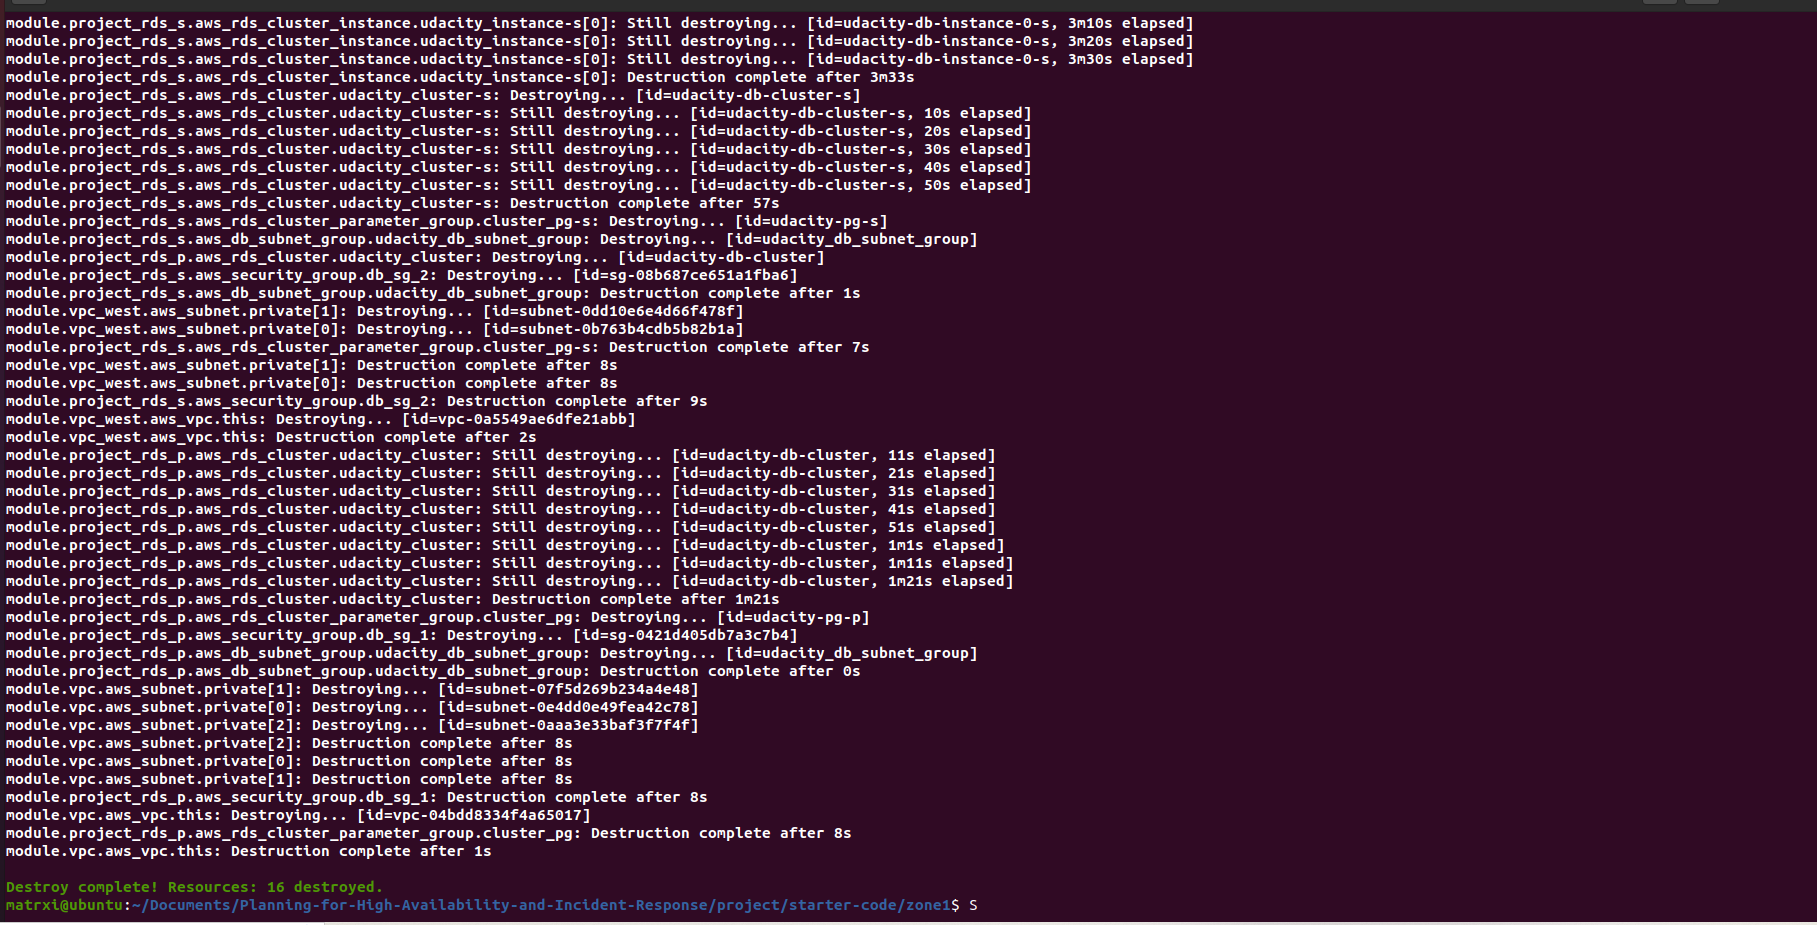 module.project_rds_s.aws_rds_cluster_instance.udacity_instance-s[0]: Still destroying... [id=udacity-db-instance-0-s, 3m10s elapsed]
module.project_rds_s.aws_rds_cluster_instance.udacity_instance-s[0]: Still destroying... [id=udacity-db-instance-0-s, 3m20s elapsed]
module.project_rds_s.aws_rds_cluster_instance.udacity_instance-s[0]: Still destroying... [id=udacity-db-instance-0-s, 3m30s elapsed]
module.project_rds_s.aws_rds_cluster_instance.udacity_instance-s[0]: Destruction complete after 3m33s
module.project_rds_s.aws_rds_cluster.udacity_cluster-s: Destroying... [id=udacity-db-cluster-s]
module.project_rds_s.aws_rds_cluster.udacity_cluster-s: Still destroying... [id=udacity-db-cluster-s, 10s elapsed]
module.project_rds_s.aws_rds_cluster.udacity_cluster-s: Still destroying... [id=udacity-db-cluster-s, 20s elapsed]
module.project_rds_s.aws_rds_cluster.udacity_cluster-s: Still destroying... [id=udacity-db-cluster-s, 30s elapsed]
module.project_rds_s.aws_rds_cluster.udacity_cluster-s: Still destroying... [id=udacity-db-cluster-s, 40s elapsed]
module.project_rds_s.aws_rds_cluster.udacity_cluster-s: Still destroying... [id=udacity-db-cluster-s, 50s elapsed]
module.project_rds_s.aws_rds_cluster.udacity_cluster-s: Destruction complete after 57s
module.project_rds_s.aws_rds_cluster_parameter_group.cluster_pg-s: Destroying... [id=udacity-pg-s]
module.project_rds_s.aws_db_subnet_group.udacity_db_subnet_group: Destroying... [id=udacity_db_subnet_group]
module.project_rds_p.aws_rds_cluster.udacity_cluster: Destroying... [id=udacity-db-cluster]
module.project_rds_s.aws_security_group.db_sg_2: Destroying... [id=sg-08b687ce651a1fba6]
module.project_rds_s.aws_db_subnet_group.udacity_db_subnet_group: Destruction complete after 1s
module.vpc_west.aws_subnet.private[1]: Destroying... [id=subnet-0dd10e6e4d66f478f]
module.vpc_west.aws_subnet.private[0]: Destroying... [id=subnet-0b763b4cdb5b82b1a]
module.project_rds_s.aws_rds_cluster_parameter_group.cluster_pg-s: Destruction complete after 7s
module.vpc_west.aws_subnet.private[1]: Destruction complete after 8s
module.vpc_west.aws_subnet.private[0]: Destruction complete after 8s
module.project_rds_s.aws_security_group.db_sg_2: Destruction complete after 9s
module.vpc_west.aws_vpc.this: Destroying... [id=vpc-0a5549ae6dfe21abb]
module.vpc_west.aws_vpc.this: Destruction complete after 2s
module.project_rds_p.aws_rds_cluster.udacity_cluster: Still destroying... [id=udacity-db-cluster, 11s elapsed]
module.project_rds_p.aws_rds_cluster.udacity_cluster: Still destroying... [id=udacity-db-cluster, 21s elapsed]
module.project_rds_p.aws_rds_cluster.udacity_cluster: Still destroying... [id=udacity-db-cluster, 31s elapsed]
module.project_rds_p.aws_rds_cluster.udacity_cluster: Still destroying... [id=udacity-db-cluster, 41s elapsed]
module.project_rds_p.aws_rds_cluster.udacity_cluster: Still destroying... [id=udacity-db-cluster, 51s elapsed]
module.project_rds_p.aws_rds_cluster.udacity_cluster: Still destroying... [id=udacity-db-cluster, 1m1s elapsed]
module.project_rds_p.aws_rds_cluster.udacity_cluster: Still destroying... [id=udacity-db-cluster, 1m11s elapsed]
module.project_rds_p.aws_rds_cluster.udacity_cluster: Still destroying... [id=udacity-db-cluster, 1m21s elapsed]
module.project_rds_p.aws_rds_cluster.udacity_cluster: Destruction complete after 1m21s
module.project_rds_p.aws_rds_cluster_parameter_group.cluster_pg: Destroying... [id=udacity-pg-p]
module.project_rds_p.aws_security_group.db_sg_1: Destroying... [id=sg-0421d405db7a3c7b4]
module.project_rds_p.aws_db_subnet_group.udacity_db_subnet_group: Destroying... [id=udacity_db_subnet_group]
module.project_rds_p.aws_db_subnet_group.udacity_db_subnet_group: Destruction complete after 0s
module.vpc.aws_subnet.private[1]: Destroying... [id=subnet-07f5d269b234a4e48]
module.vpc.aws_subnet.private[0]: Destroying... [id=subnet-0e4dd0e49fea42c78]
module.vpc.aws_subnet.private[2]: Destroying... [id=subnet-0aaa3e33baf3f7f4f]
module.vpc.aws_subnet.private[2]: Destruction complete after 8s
module.vpc.aws_subnet.private[0]: Destruction complete after 8s
module.vpc.aws_subnet.private[1]: Destruction complete after 8s
module.project_rds_p.aws_security_group.db_sg_1: Destruction complete after 8s
module.vpc.aws_vpc.this: Destroying... [id=vpc-04bdd8334f4a65017]
module.project_rds_p.aws_rds_cluster_parameter_group.cluster_pg: Destruction complete after 8s
module.vpc.aws_vpc.this: Destruction complete after 1s
Destroy complete! Resources: 16 destroyed.
matrxi@ubuntu:~/Documents/Planning-for-High-Availability-and-Incident-Response/project/starter-code/zone1$ S